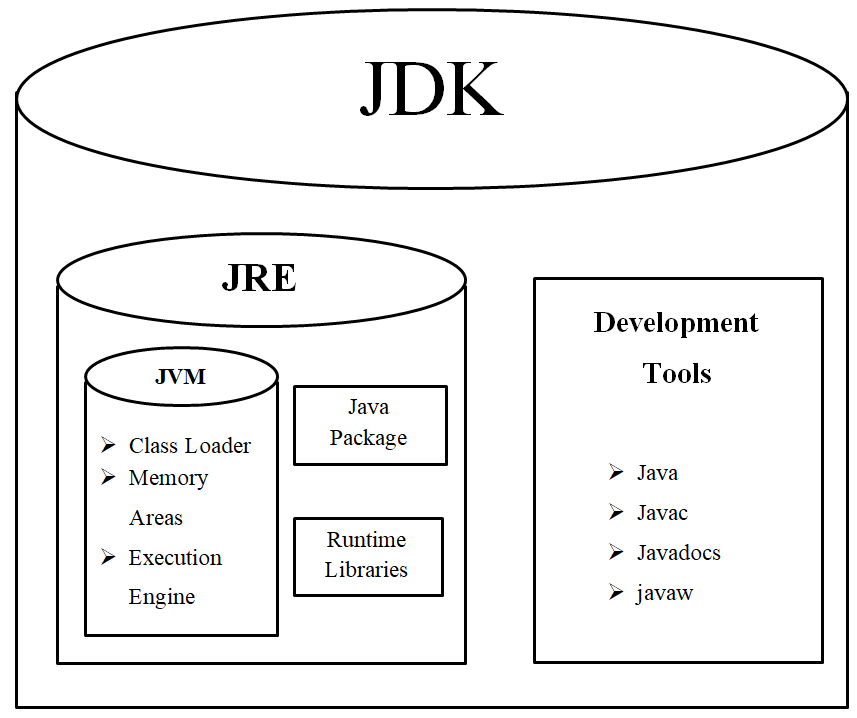 JDK
JRE
JVM
Class Loader
Memory
Areas
Execution
Engine
Java
Package
Runtime
Libraries
Development
Tools
Java
Javac
Javadocs
javaw